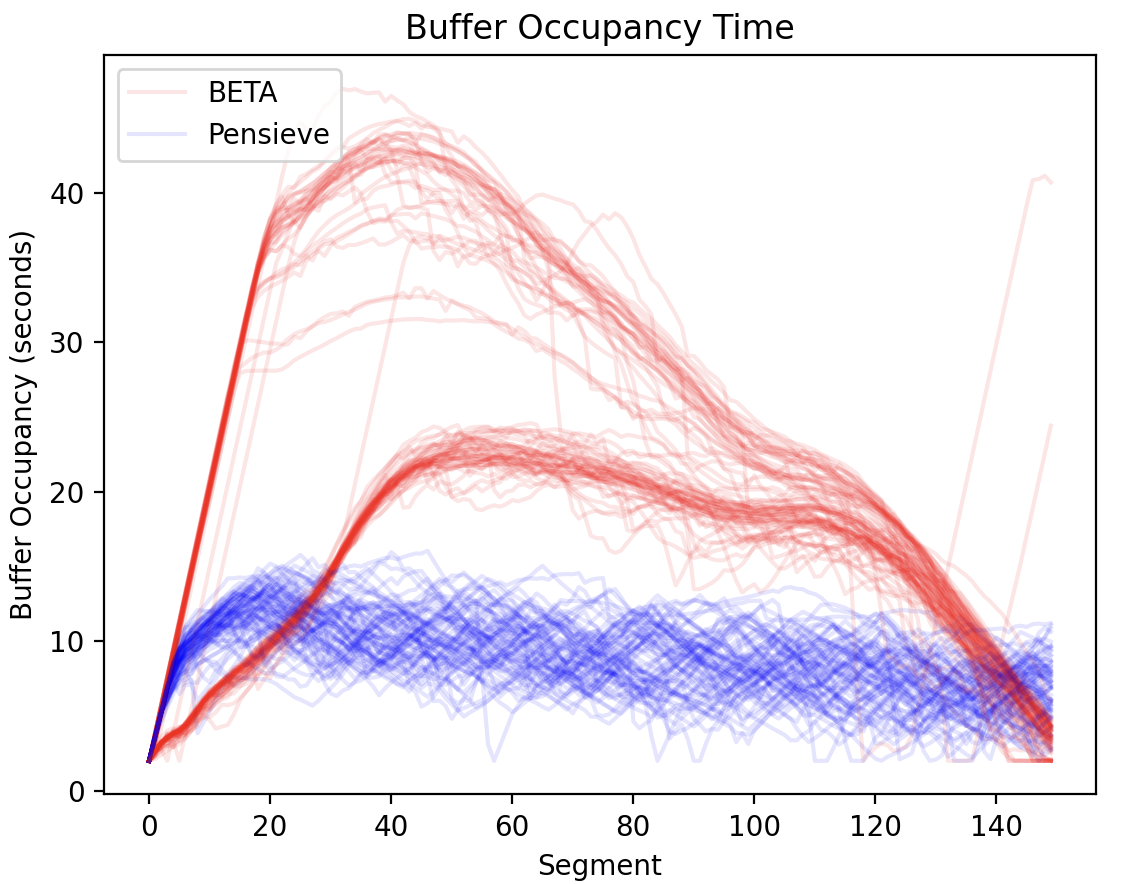 Buffer Occupancy Time
BETA
Pensieve
Buffer Occupancy (seconds)
40
30
20
10
0
0 20 40 60 80 100 120 140
Segment